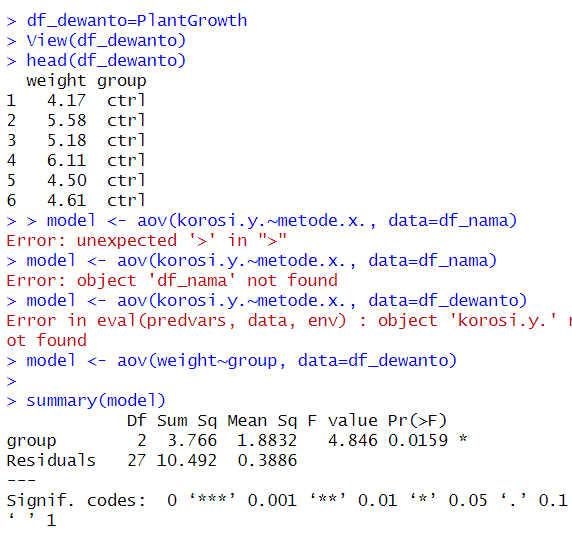 > df_dewanto=PlantGrowth
> View(df_dewanto)
> head(df_dewanto)
  weight group
1   4.17  ctrl
2   5.58  ctrl
3   5.18  ctrl
4   6.11  ctrl
5   4.50  ctrl
6   4.61  ctrl
> > model <- aov(korosi.y.~metode.x., data=df_nama)
Error: unexpected '>' in ">"
> model <- aov(korosi.y.~metode.x., data=df_nama)
Error: object 'df_nama' not found
> model <- aov(korosi.y.~metode.x., data=df_dewanto)
Error in eval(predvars, data, env) : object 'korosi.y.' n
ot found
> model <- aov(weight~group, data=df_dewanto)
>
> summary(model)
            Df Sum Sq Mean Sq F value Pr(>F)
group        2  3.766  1.8832   4.846 0.0159 *
Residuals   27 10.492  0.3886
---
Signif. codes:  0 ‘***’ 0.001 ‘**’ 0.01 ‘*’ 0.05 ‘.’ 0.1
‘ ’ 1